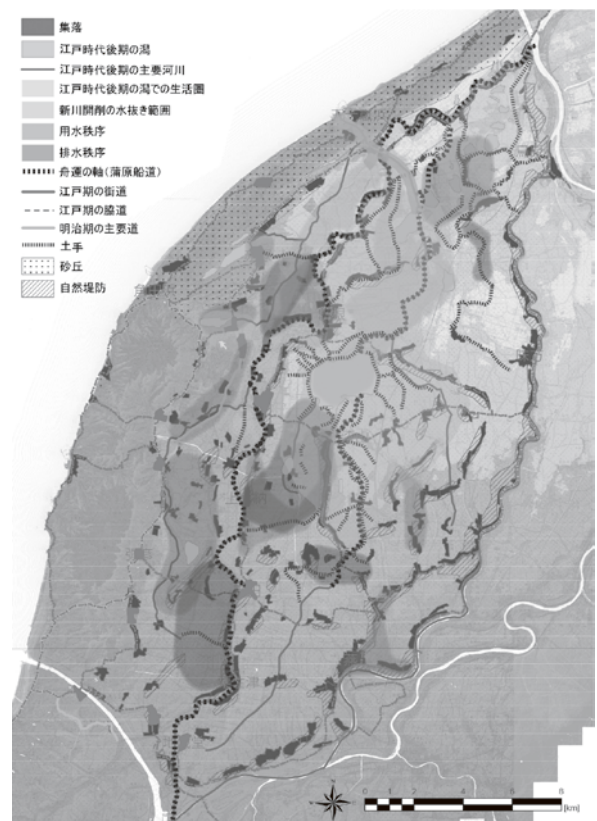 集落
江戸時代後期の潟
江戸時代後期の主要河川
江戸時代後期の潟での生活圏
新川開削の水抜き範囲
用水秩序
排水秩序
舟運の軸(蒲原船道)
江戸期の街道
江戸期の脇道
明治期の主要道
土手
砂丘
自然堤防
0 1 2 4 6 8
[km]